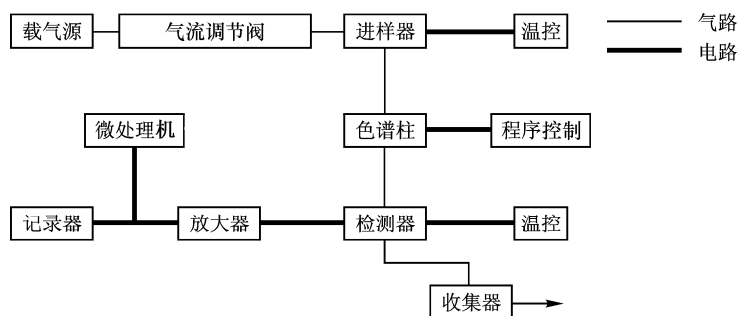 载气源 气流调节阀 进样器 温控 气路
电路
微处理机 色谱柱 程序控制
记录器 放大器 检测器 温控
收集器